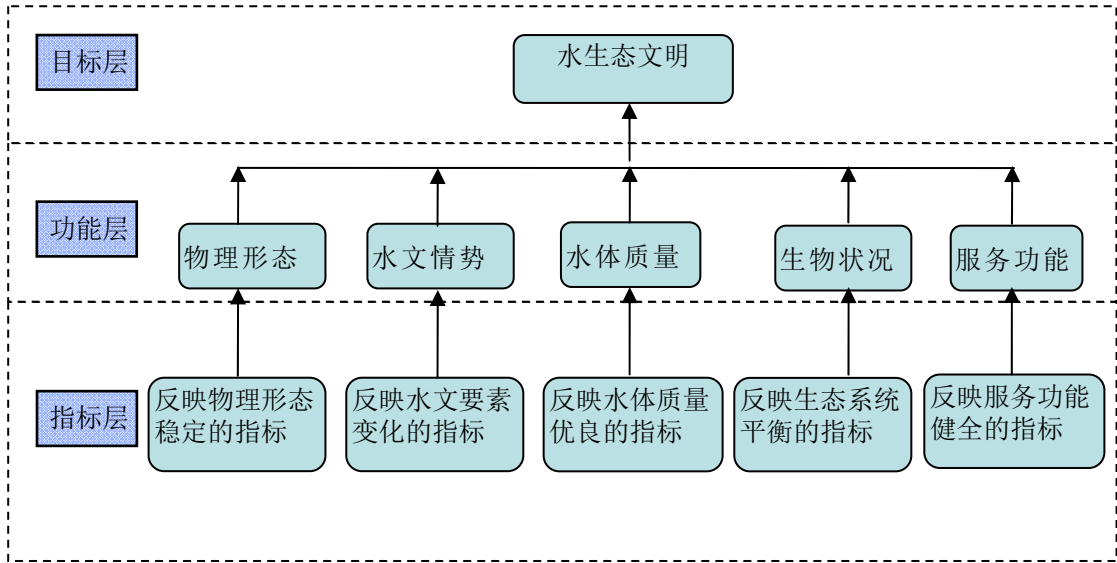 目标层
水生态文明
功能层
物理形态
水文情势
水体质量
生物状况
服务功能
指标层
反映物理形态
稳定的指标
反映水文要素
变化的指标
反映水体质量
优良的指标
反映生态系统
平衡的指标
反映服务功能
健全的指标